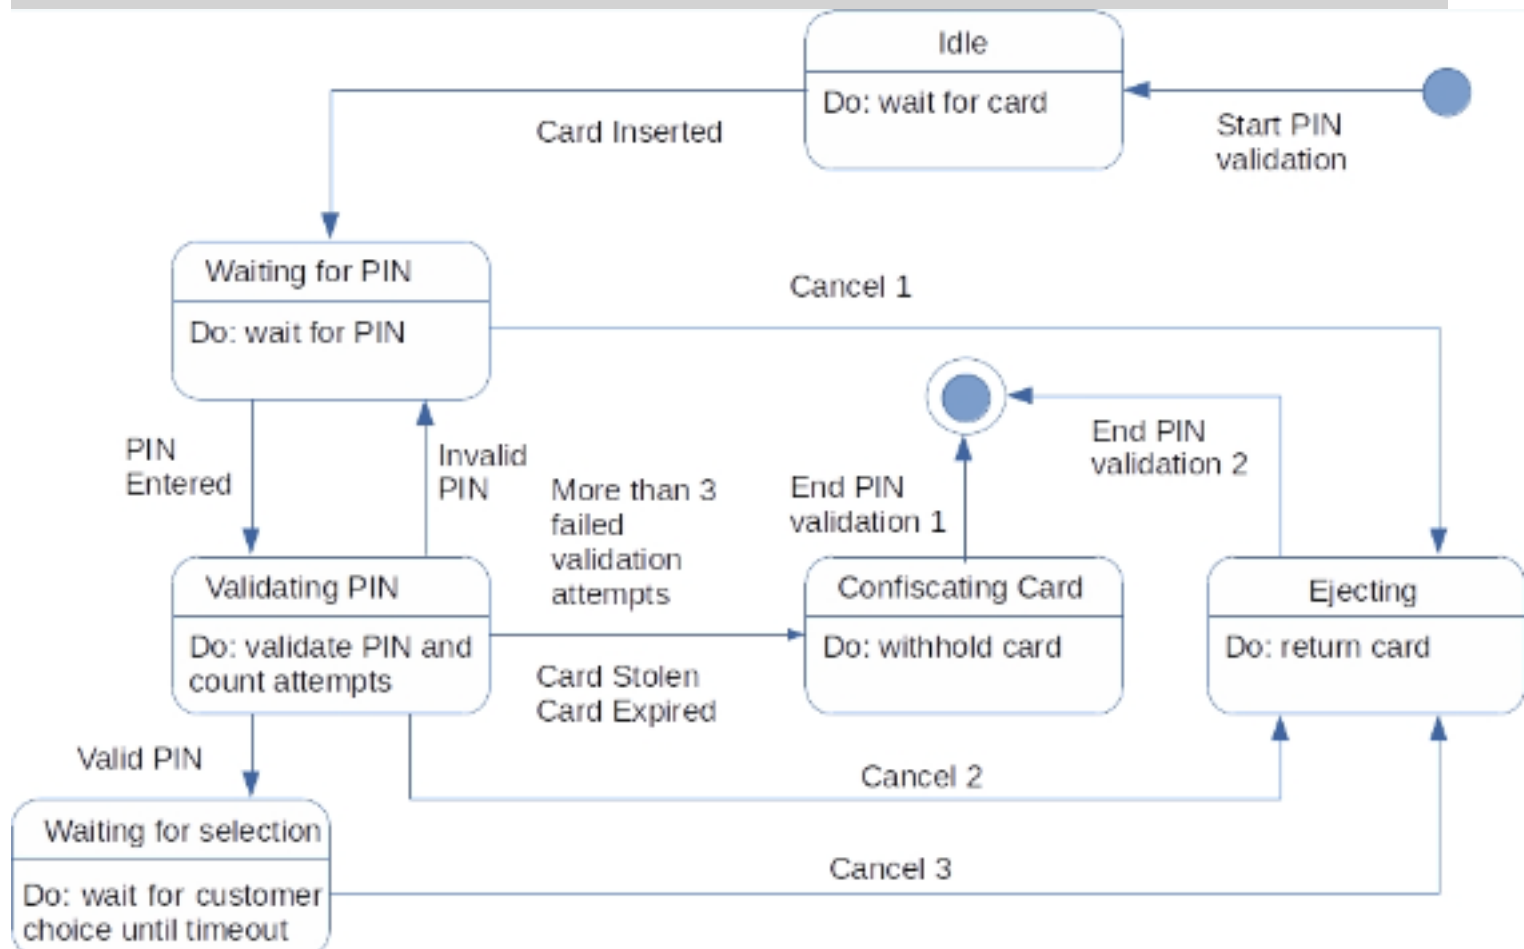 Idle
Do: wait for card
Start PIN
validation
Card Inserted
Waiting for PIN
Do: wait for PIN
Cancel 1
PIN
Entered
Invalid
PIN
More than 3
failed
validation
attempts
End PIN
validation 1
End PIN
validation 2
Validating PIN
Do: validate PIN and
count attempts
Card Stolen
Card Expired
Confiscating Card
Do: withhold card
Ejecting
Do: return card
Valid PIN
Cancel 2
Waiting for selection
Do: wait for customer
choice until timeout
Cancel 3